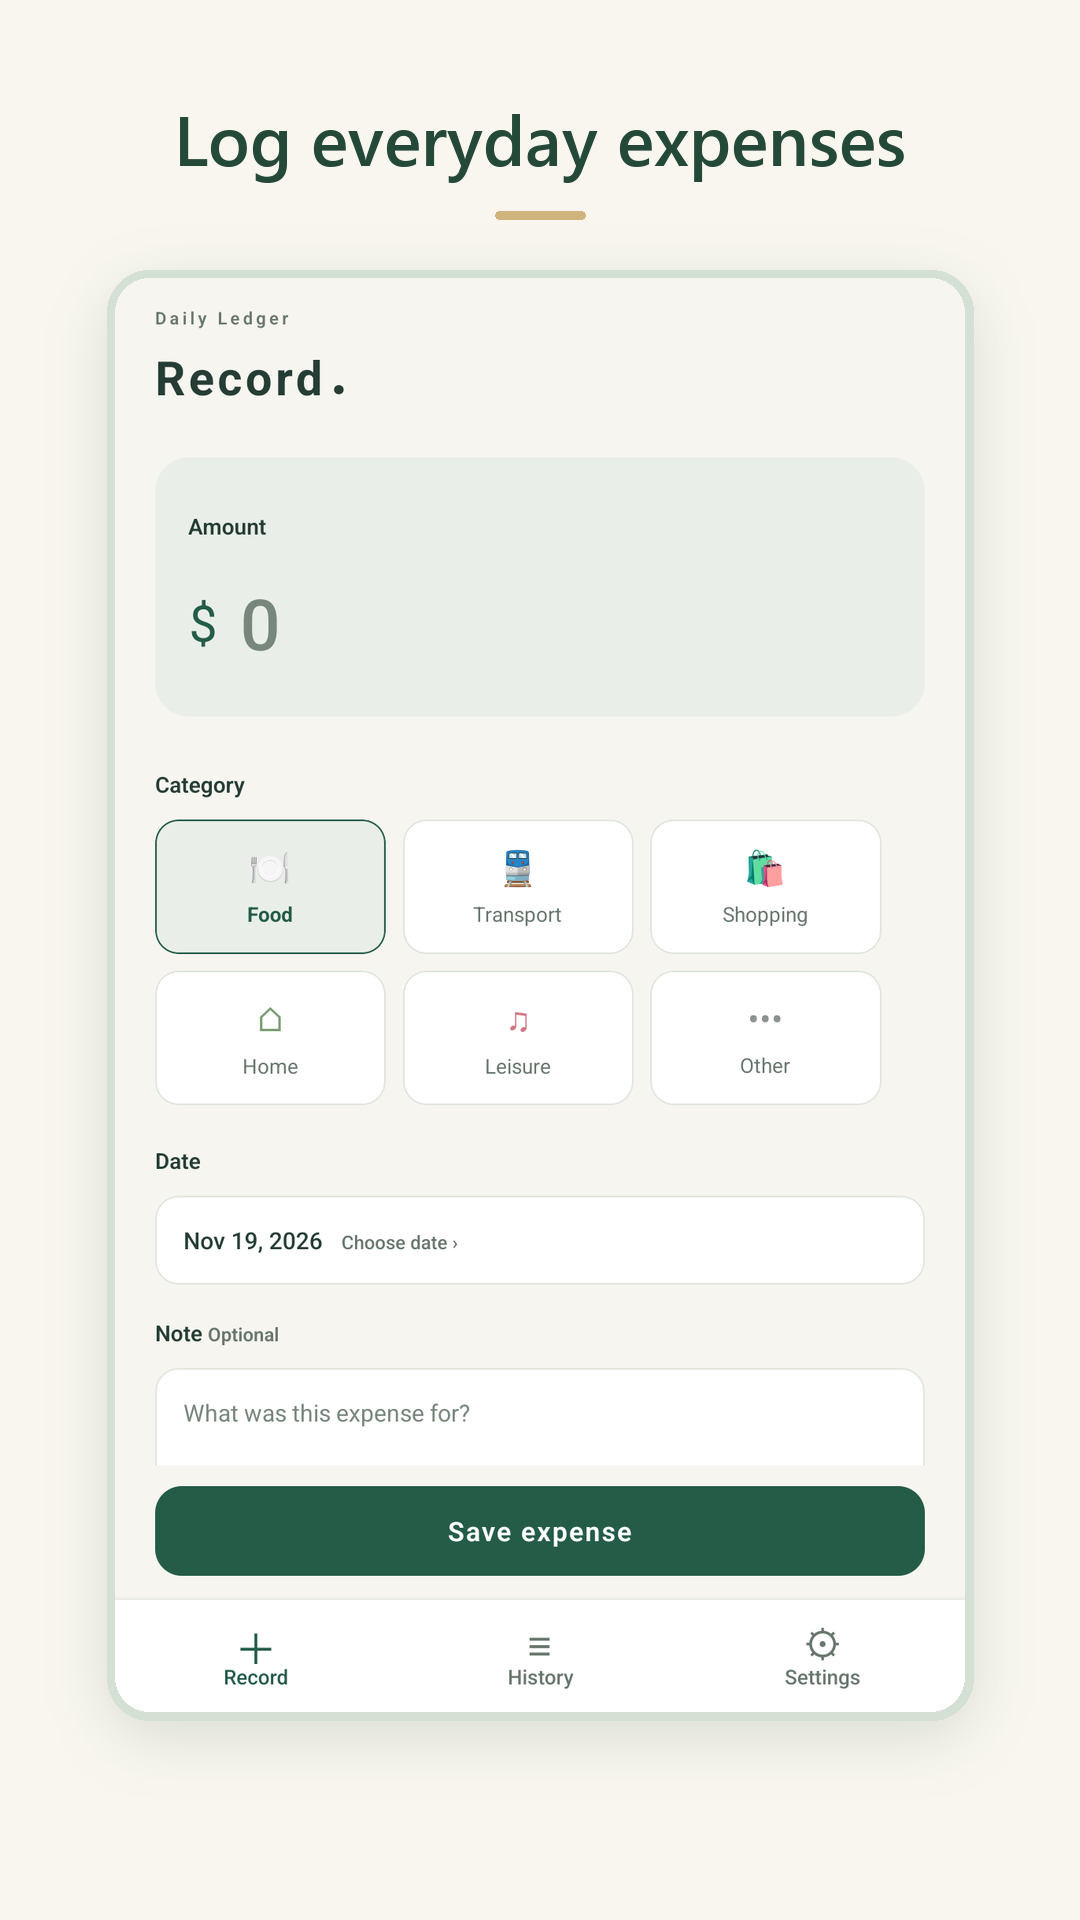 Log everyday expenses
Daily Ledger
Record.
Amount
$ 0
Category
Food
Transport
Shopping
Home
Leisure
Other
Date
Nov 19, 2026 Choose date ›
Note Optional
What was this expense for?
Save expense
Record
History
Settings